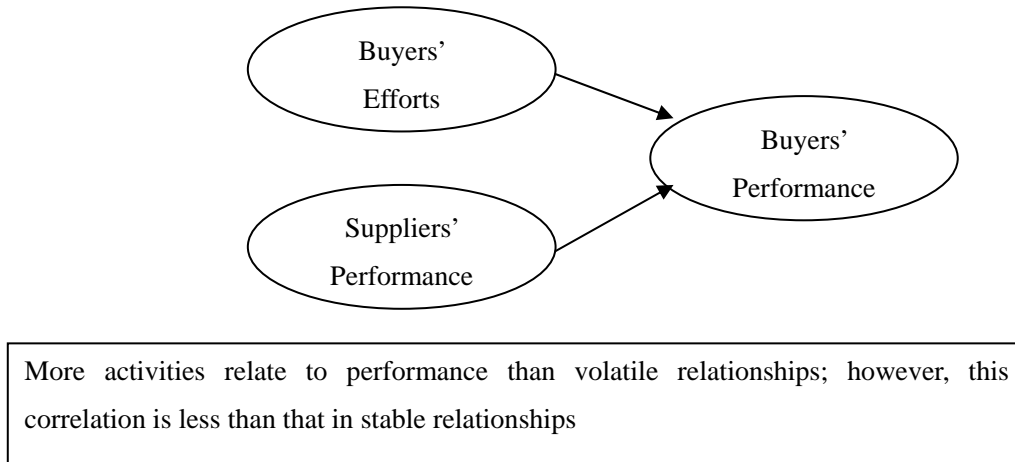 Buyers’
Efforts
Buyers’
Performance
Suppliers’
Performance
More activities relate to performance than volatile relationships; however, this
correlation is less than that in stable relationships